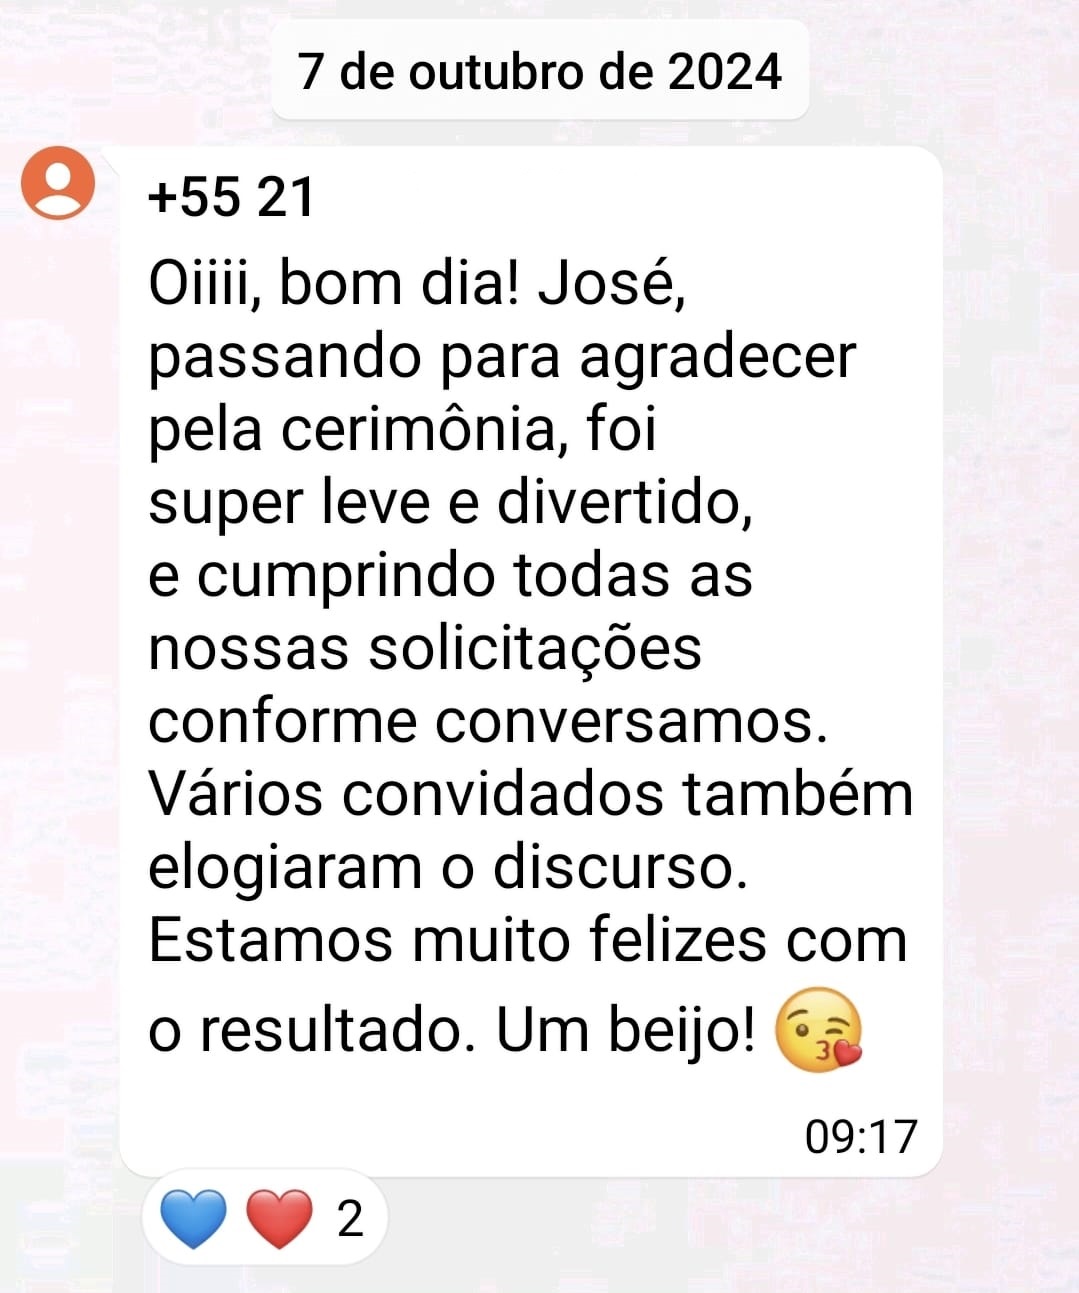 7 de outubro de 2024
+55 21
Oiiii, bom dia! José,
passando para agradecer
pela cerimônia, foi
super leve e divertido,
e cumprindo todas as
nossas solicitações
conforme conversamos.
Vários convidados também
elogiaram o discurso.
Estamos muito felizes com
o resultado. Um beijo! 😘
09:17
💙 ❤️ 2